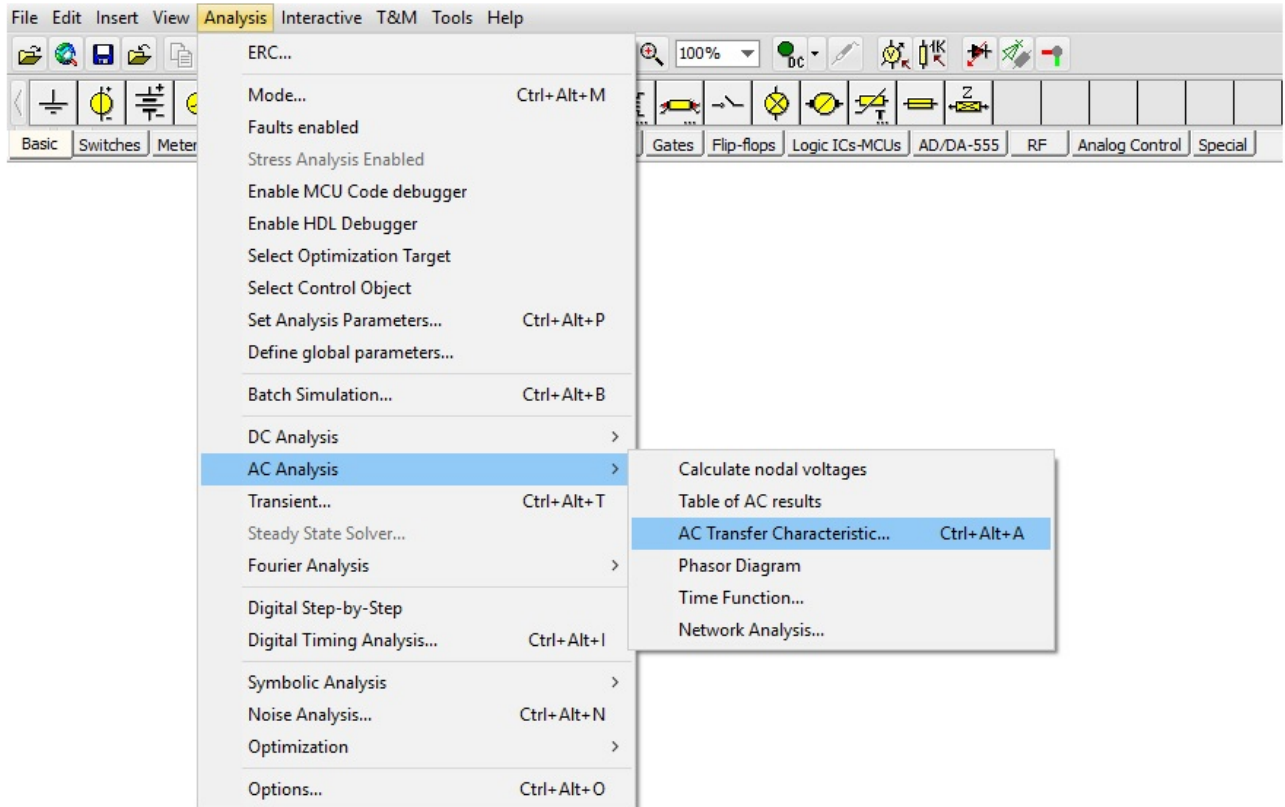 File Edit Insert View Analysis Interactive T&M Tools Help
100% DC 1K
Z
T
Basic Switches Meter Gates Flip-flops Logic ICs-MCUs AD/DA-555 RF Analog Control Special
ERC...
Mode... Ctrl+Alt+M
Faults enabled
Stress Analysis Enabled
Enable MCU Code debugger
Enable HDL Debugger
Select Optimization Target
Select Control Object
Set Analysis Parameters... Ctrl+Alt+P
Define global parameters...
Batch Simulation... Ctrl+Alt+B
DC Analysis >
AC Analysis >
Transient... Ctrl+Alt+T
Steady State Solver...
Fourier Analysis >
Digital Step-by-Step
Digital Timing Analysis... Ctrl+Alt+I
Symbolic Analysis >
Noise Analysis... Ctrl+Alt+N
Optimization >
Options... Ctrl+Alt+O
Calculate nodal voltages
Table of AC results
AC Transfer Characteristic... Ctrl+Alt+A
Phasor Diagram
Time Function...
Network Analysis...